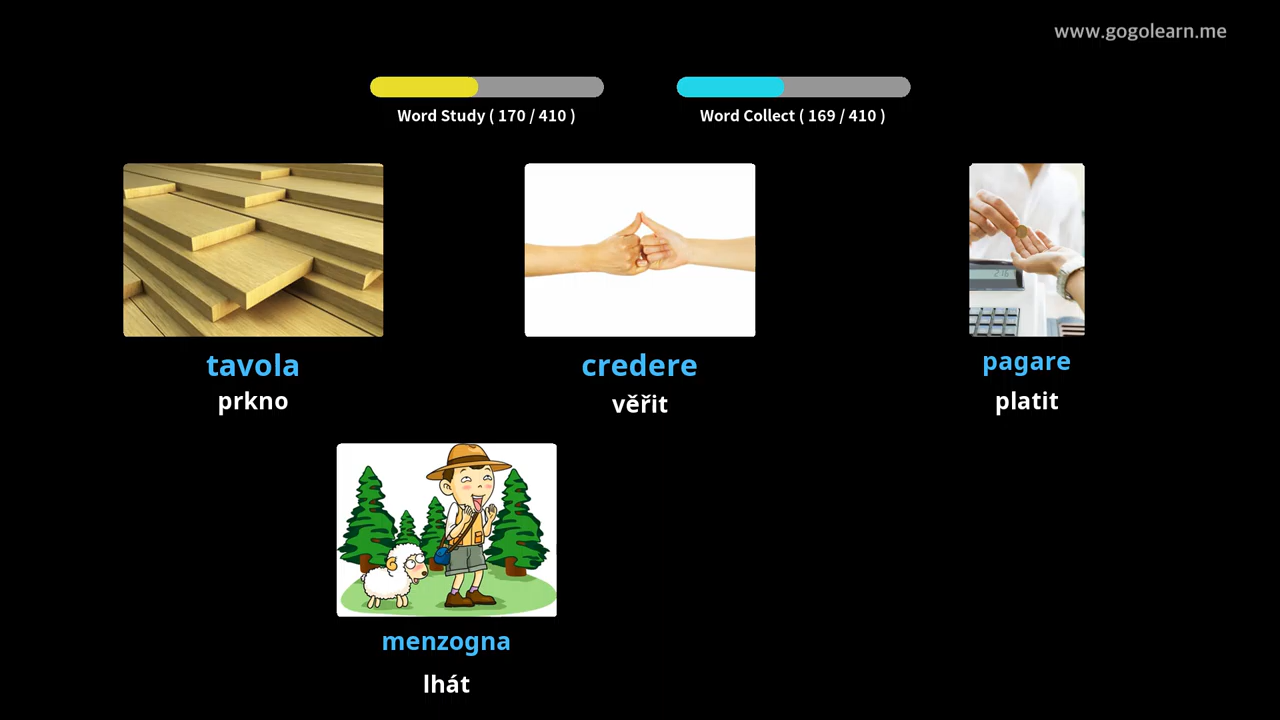 www.gogolearn.me
Word Study ( 170 / 410 )
Word Collect ( 169 / 410 )
tavola
prkno
credere
věřit
pagare
platit
menzogna
lhát